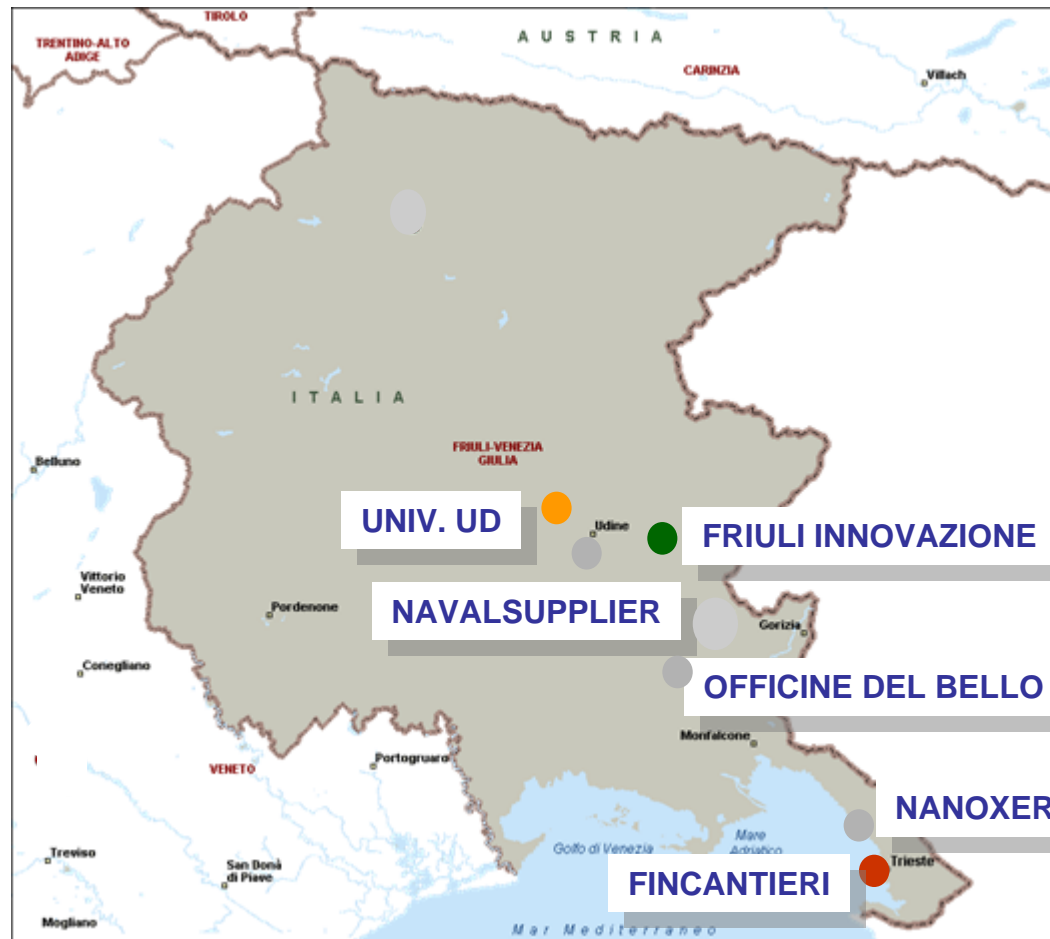 TIROLO
TRENTINO-ALTO
ADIGE
AUSTRIA
CARINZIA
Villach
ITALIA
FRIULI-VENEZIA
GIULIA
Belluno
UNIV. UD
Udine
FRIULI INNOVAZIONE
Vittorio
Veneto
Pordenone
NAVALSUPPLIER
Gorizia
Conegliano
OFFICINE DEL BELLO
Monfalcone
Portogruaro
VENETO
NANOXER
Mare
Adriatico
Golfo di Venezia
Treviso
San Donà
di Piave
Trieste
FINCANTIERI
Mogliano
Mar Mediterraneo